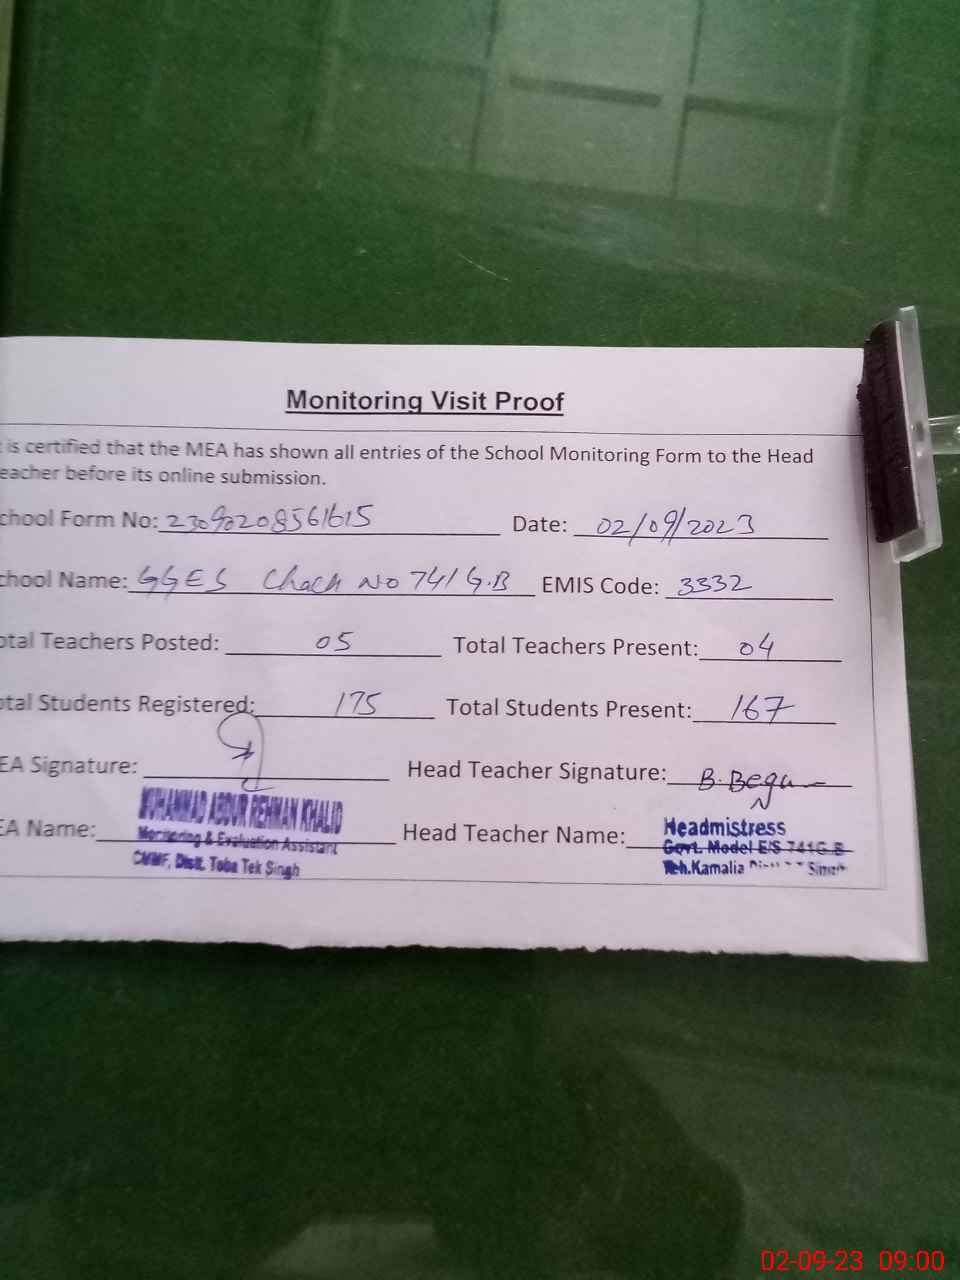 Monitoring Visit Proof
is certified that the MEA has shown all entries of the School Monitoring Form to the Head
eacher before its online submission.
chool Form No: 23090208561615 Date: 02/09/2023
chool Name: GGES Chack No 741 G.B EMIS Code: 3332
otal Teachers Posted: 05 Total Teachers Present: 04
otal Students Registered: 175 Total Students Present: 167
EA Signature: Head Teacher Signature: B. Begum
EA Name: Head Teacher Name:
MUHAMMAD ABDUR REHMAN KHALID
Monitoring & Evaluation Assistant
CMMF, Distt. Toba Tek Singh
Headmistress
Govt. Model E/S 741G B
Teh.Kamalia Singh
02-09-23 09:00